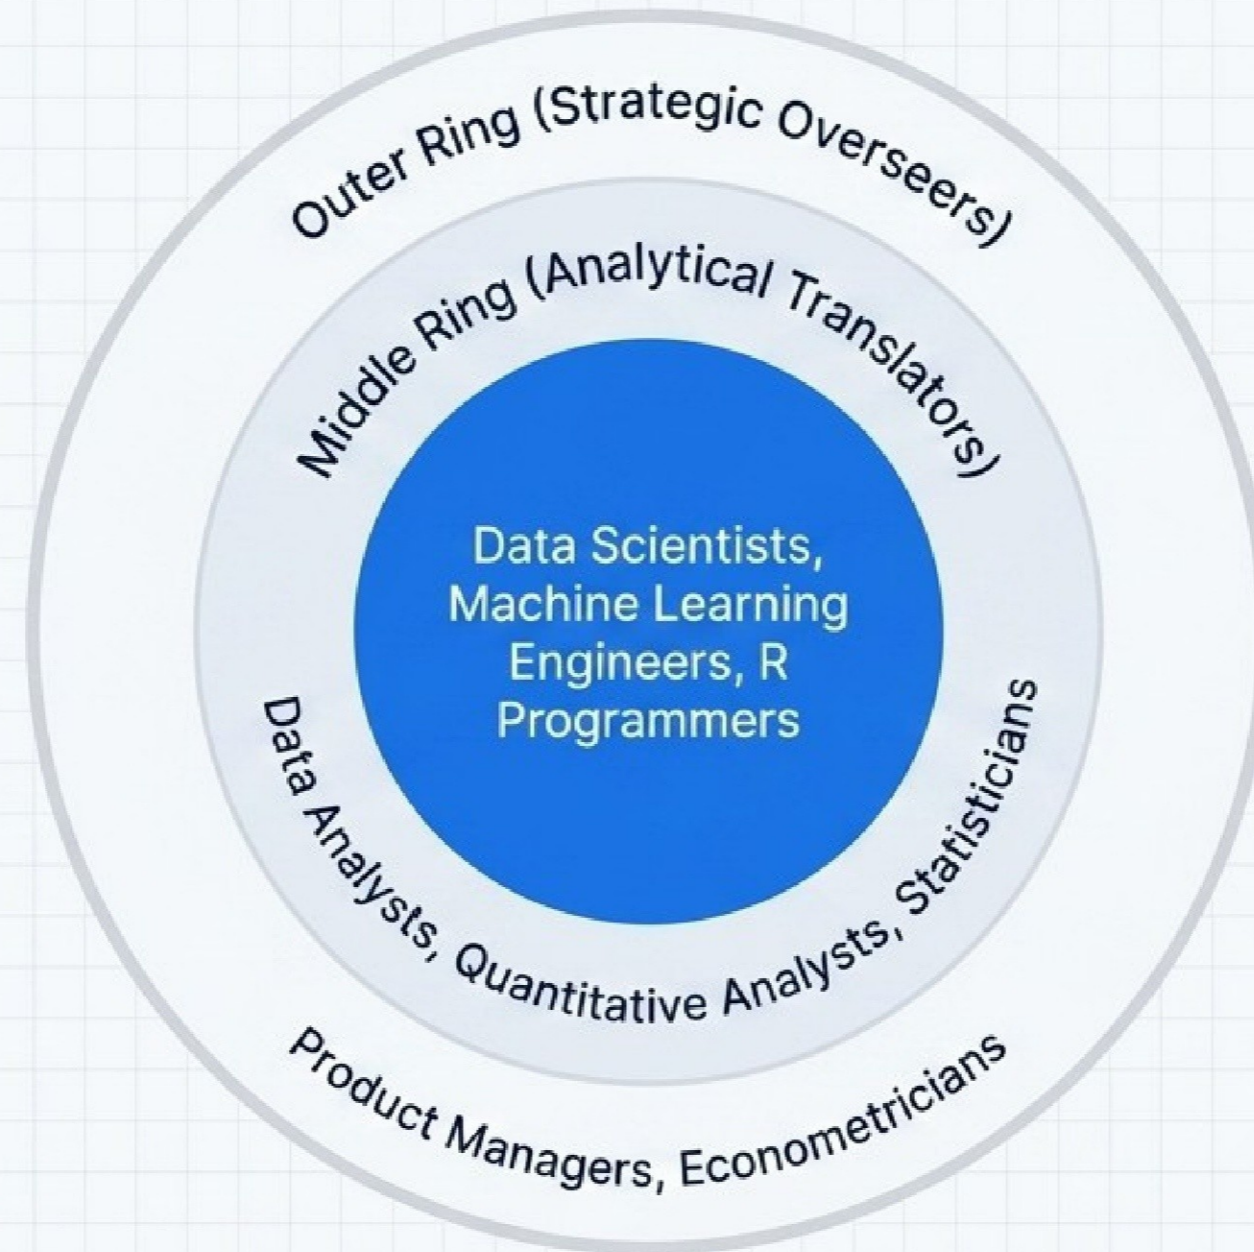 Outer Ring (Strategic Overseers)
Middle Ring (Analytical Translators)
Data Scientists,
Machine Learning
Engineers, R
Programmers
Data Analysts, Quantitative Analysts, Statisticians
Product Managers, Econometricians